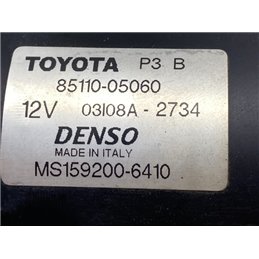 TOYOTA P3 B
85110-05060
12V 03I08A - 2734
DENSO
MADE IN ITALY
MS159200-6410